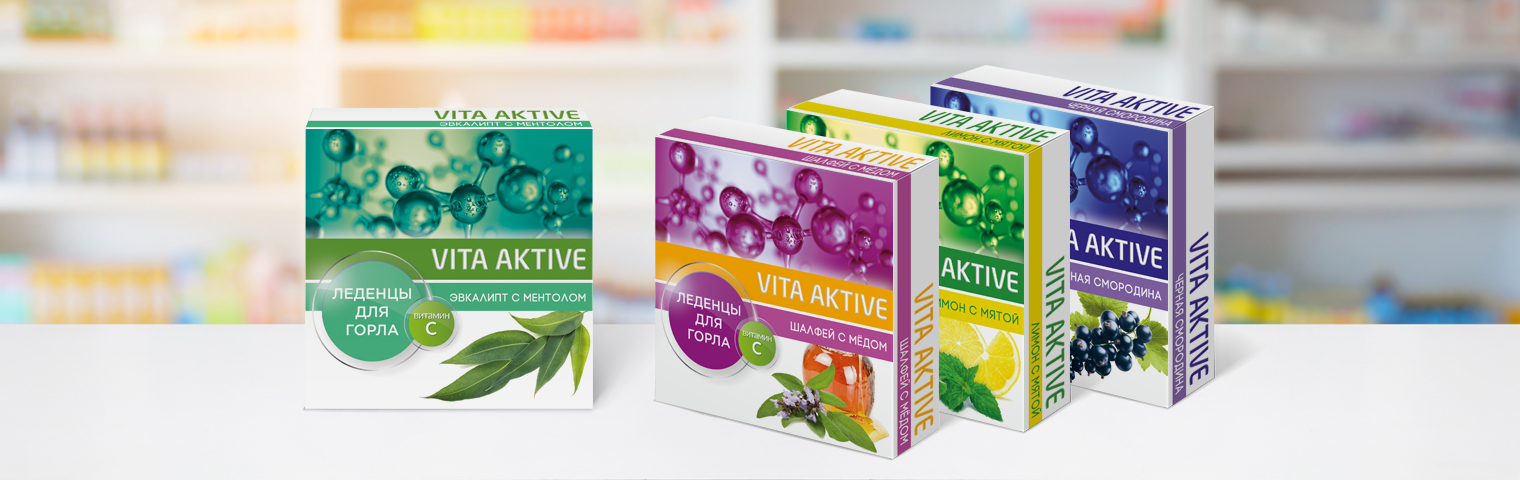 VITA AKTIVE
ЭВКАЛИПТ С МЕНТОЛОМ
VITA AKTIVE
ЭВКАЛИПТ С МЕНТОЛОМ
ЛЕДЕНЦЫ
ДЛЯ
ГОРЛА
ВИТАМИН
C
VITA AKTIVE
ШАЛФЕЙ С МЁДОМ
VITA AKTIVE
ШАЛФЕЙ С МЁДОМ
ЛЕДЕНЦЫ
ДЛЯ
ГОРЛА
ВИТАМИН
C
VITA AKTIVE
ШАЛФЕЙ С МЁДОМ
VITA AKTIVE
ЛИМОН С МЯТОЙ
AKTIVE
ИМОН С МЯТОЙ
VITA AKTIVE
ЛИМОН С МЯТОЙ
VITA AKTIVE
ЧЕРНАЯ СМОРОДИНА
A AKTIVE
НАЯ СМОРОДИНА
VITA AKTIVE
ЧЕРНАЯ СМОРОДИНА